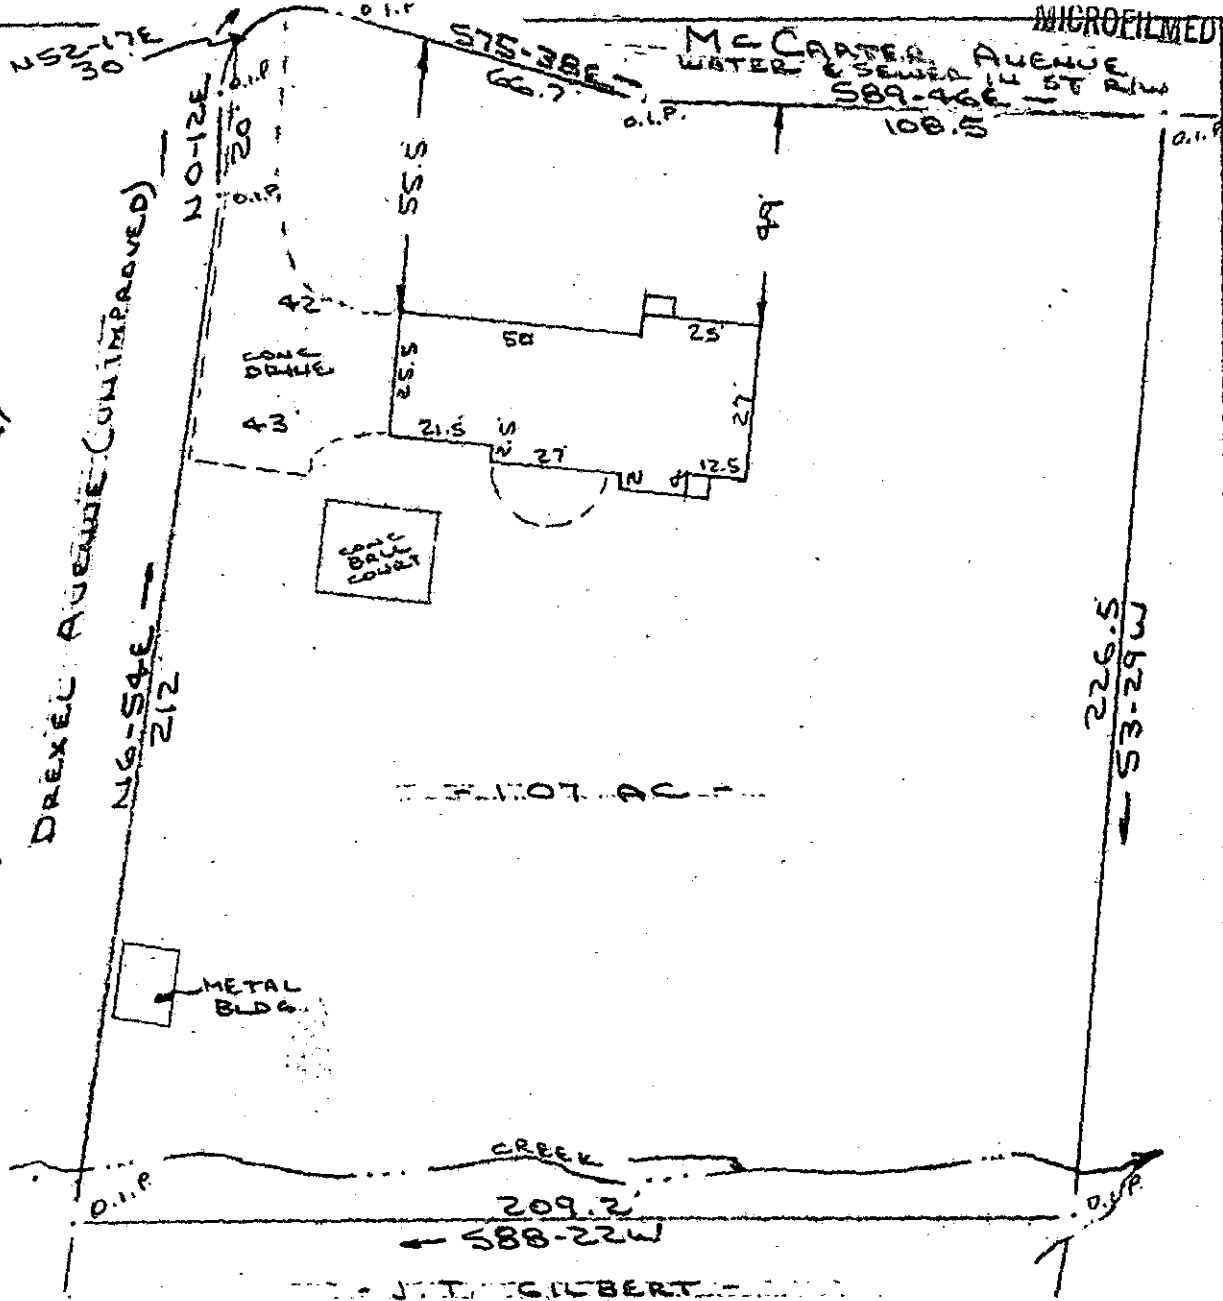 MICROFILMED
N52-17E
30'
O.I.P.
S75-38E
66.7
McCARTER AVENUE
WATER & SEWER IN ST R/W
S89-46E
108.5
O.I.P.
O.I.P.
O.I.P.
N0-12E
20
O.I.P.
55.5
49
DREXEL AVENUE (UNIMPROVED)
42'
50
25'
CONC
DRIVE
25.5
27
43'
21.5
2.5
27
2
12.5
CONC
BALL
COURT
N6-54E
212
226.5
S3-29W
1.07 AC
METAL
BLDG.
CREEK
O.I.P.
O.I.P.
209.2
S88-22W
J.T. GILBERT